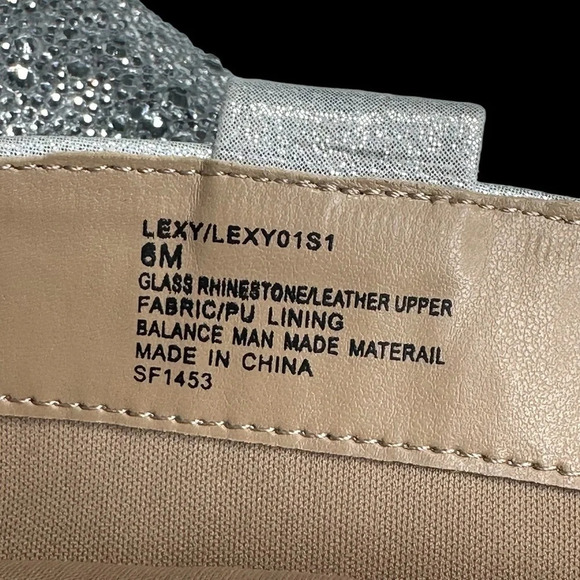 LEXY/LEXY01S1
6M
GLASS RHINESTONE/LEATHER UPPER
FABRIC/PU LINING
BALANCE MAN MADE MATERAIL
MADE IN CHINA
SF1453